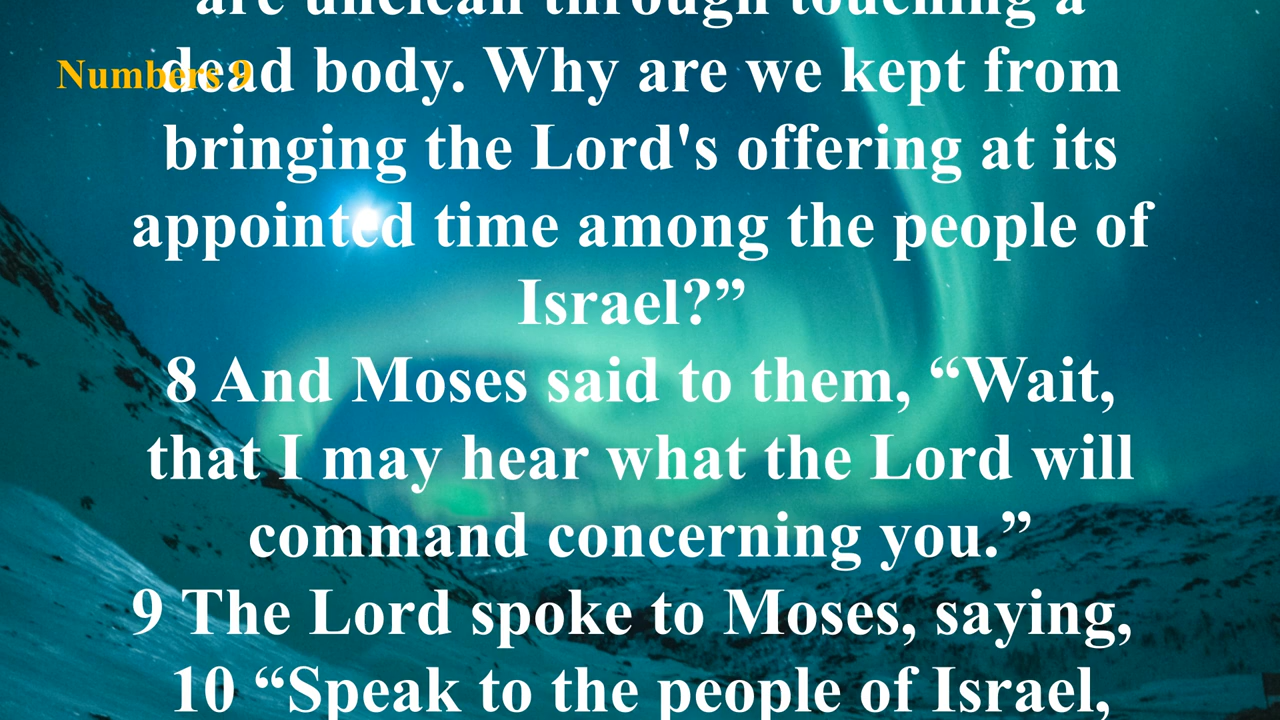 are unclean through touching a
Numbers 9
dead body. Why are we kept from
bringing the Lord's offering at its
appointed time among the people of
Israel?”
8 And Moses said to them, “Wait,
that I may hear what the Lord will
command concerning you.”
9 The Lord spoke to Moses, saying,
10 “Speak to the people of Israel,